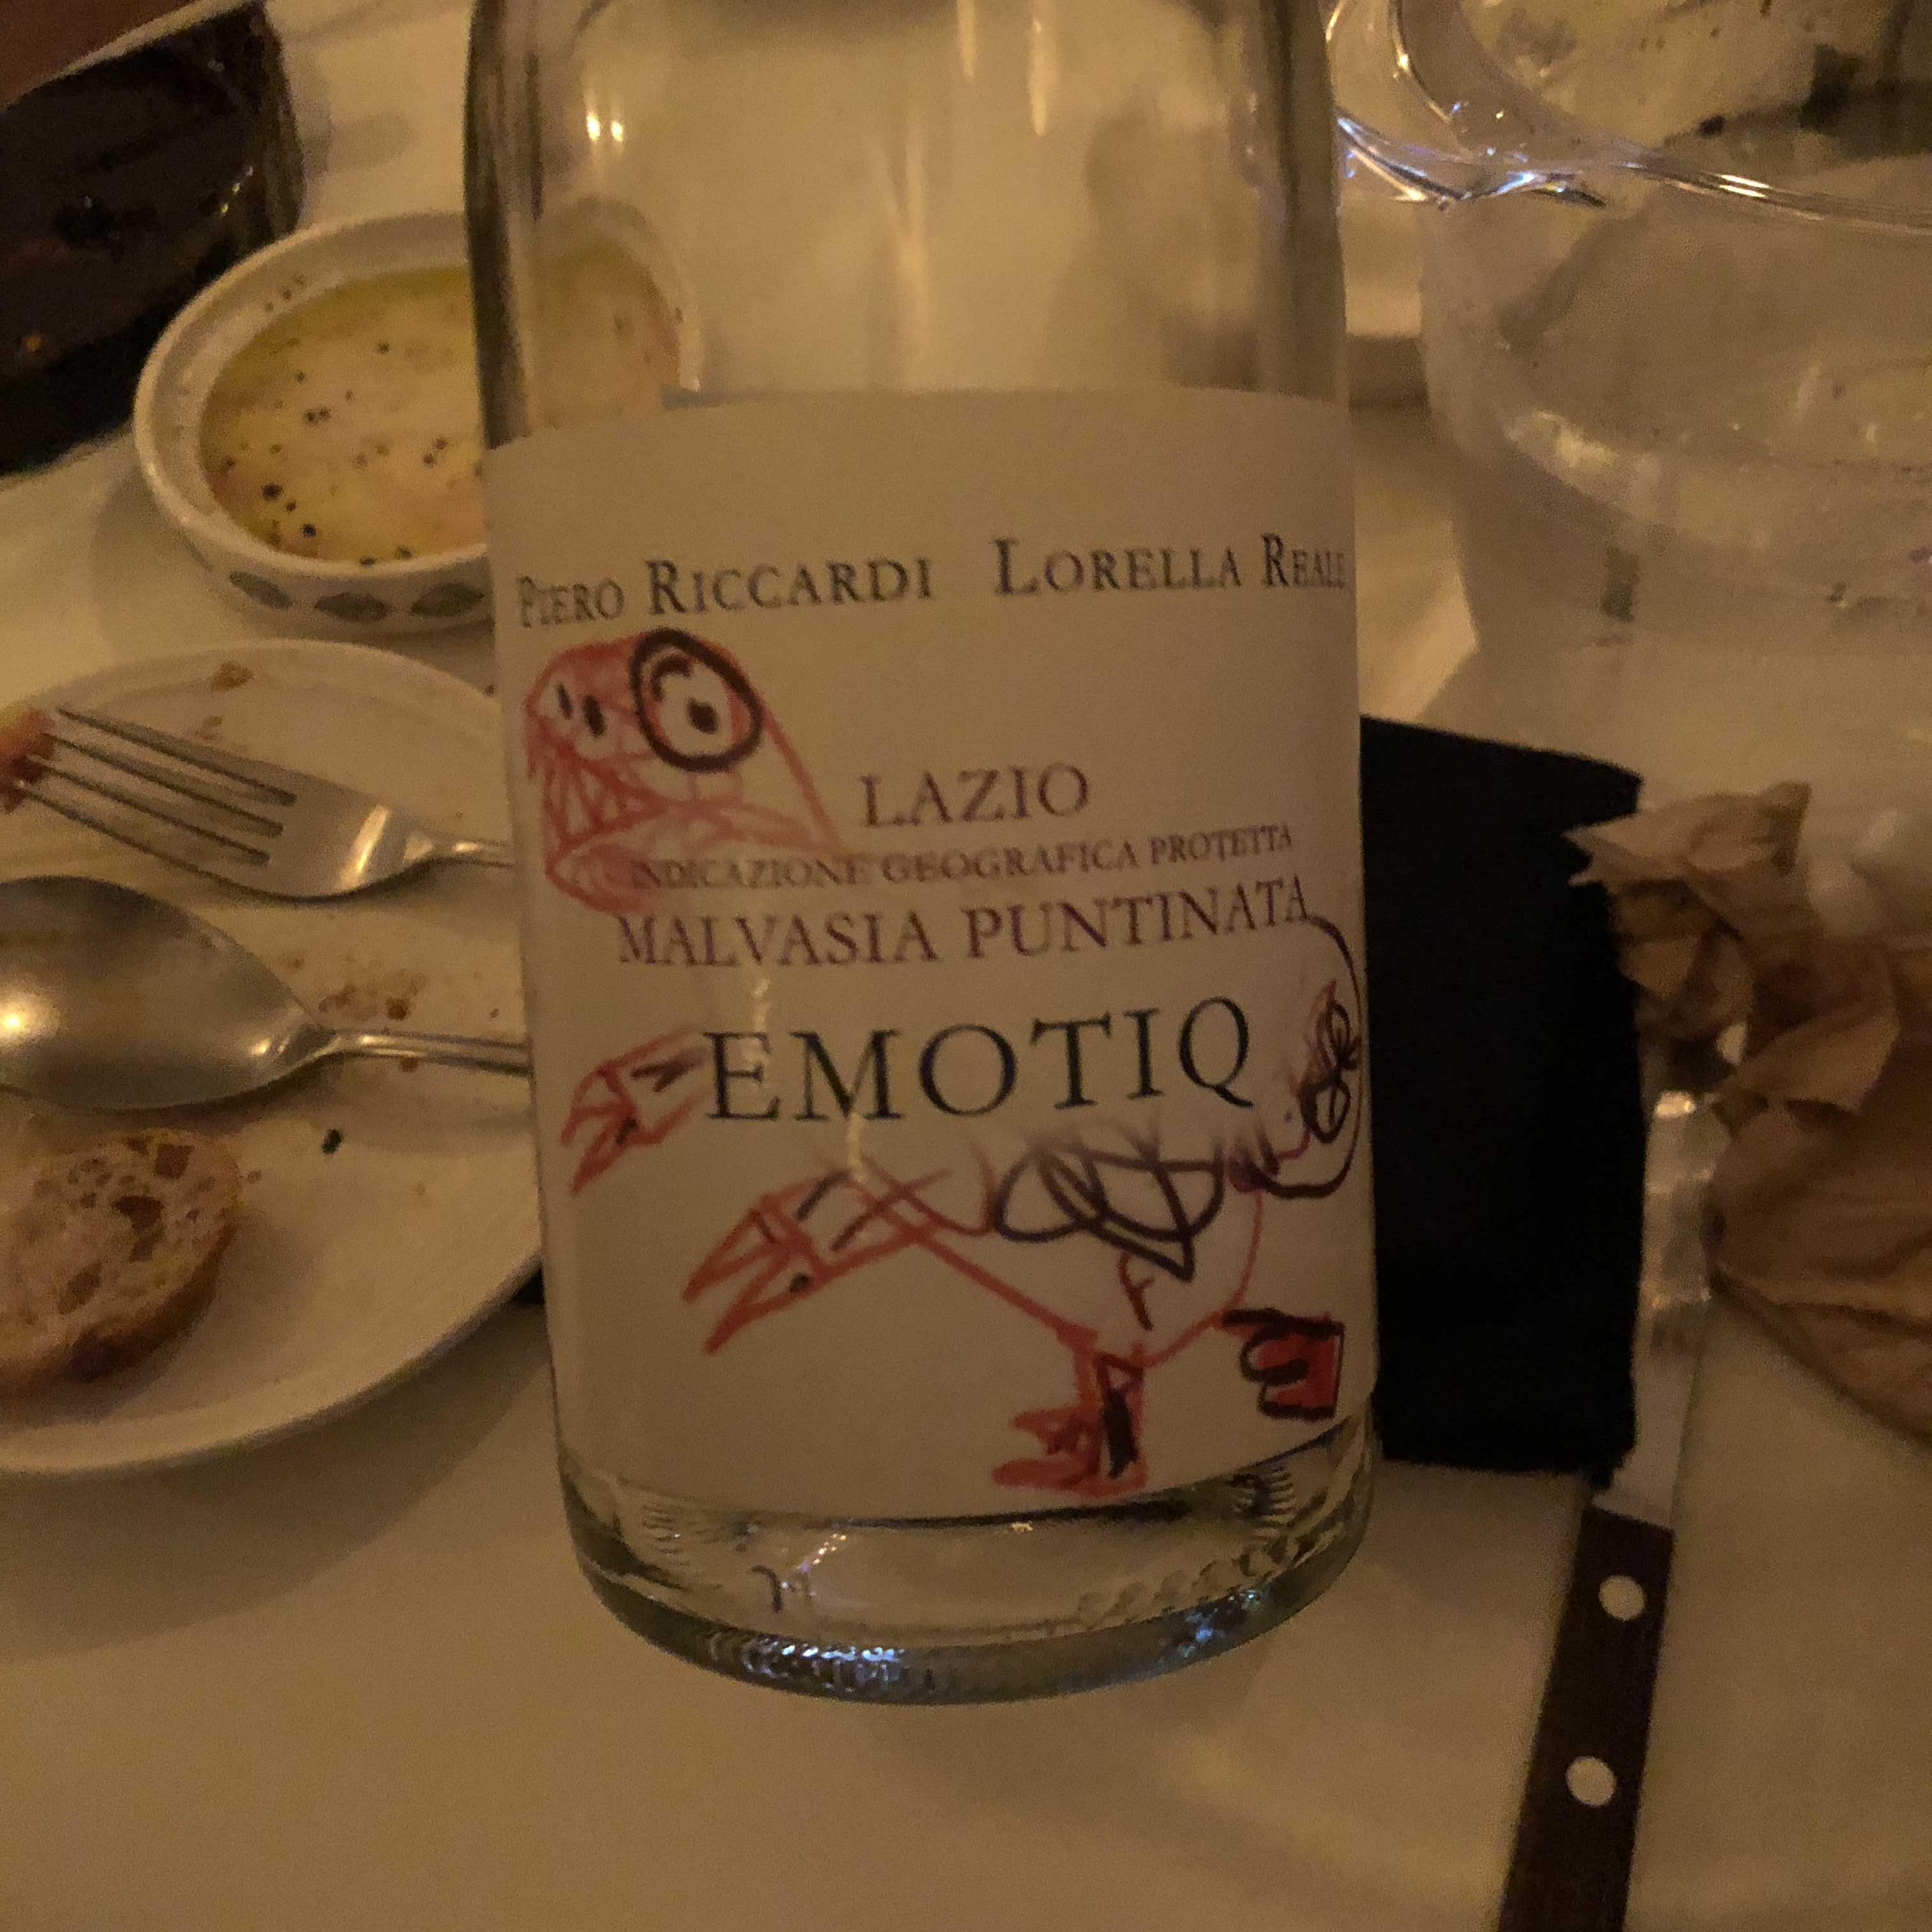 PIERO RICCARDI LORELLA REALE
LAZIO
INDICAZIONE GEOGRAFICA PROTETTA
MALVASIA PUNTINATA
EMOTIQ